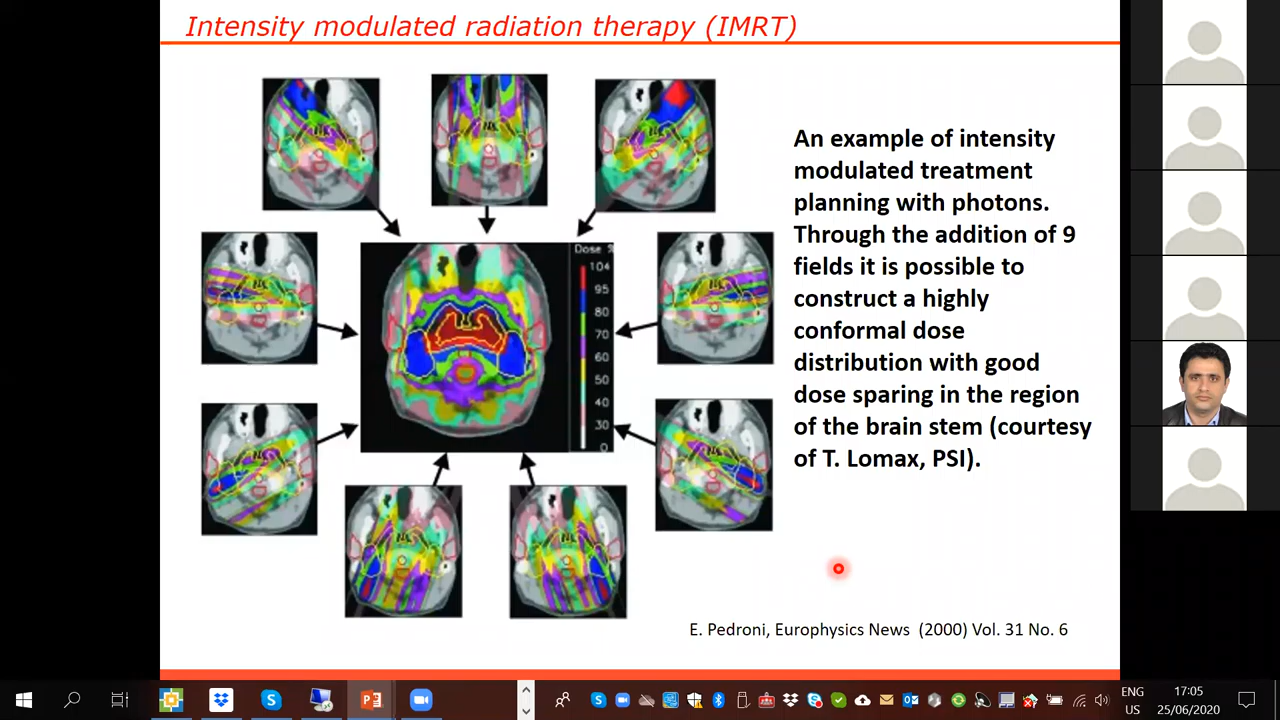 Intensity modulated radiation therapy (IMRT)
An example of intensity
modulated treatment
planning with photons.
Through the addition of 9
fields it is possible to
construct a highly
conformal dose
distribution with good
dose sparing in the region
of the brain stem (courtesy
of T. Lomax, PSI).
Dose %
104
95
80
70
60
50
40
30
0
E. Pedroni, Europhysics News (2000) Vol. 31 No. 6
ENG
US
17:05
25/06/2020